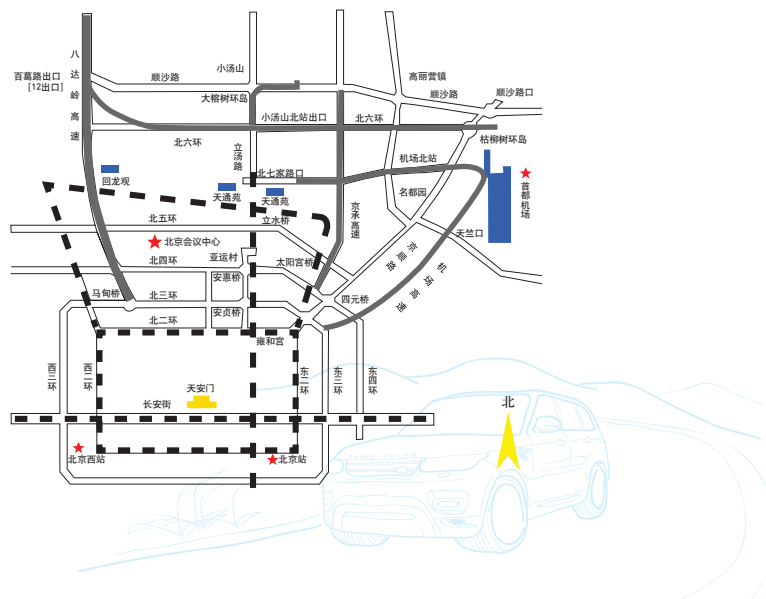 八达岭高速
百葛路出口
[12出口]
顺沙路
小汤山
大榕树环岛
高丽营镇
顺沙路
顺沙路口
小汤山北站出口
北六环
北六环
立汤路
枯柳树环岛
机场北站
北七家路口
回龙观
天通苑
天通苑
名都园
首都机场
北五环
立水桥
京承高速
天竺口
北京会议中心
北四环
亚运村
太阳宫桥
京顺路
机场高速
安惠桥
马甸桥
北三环
四元桥
安贞桥
北二环
雍和宫
西三环
西二环
东二环
东三环
东四环
天安门
长安街
北
北京西站
北京站